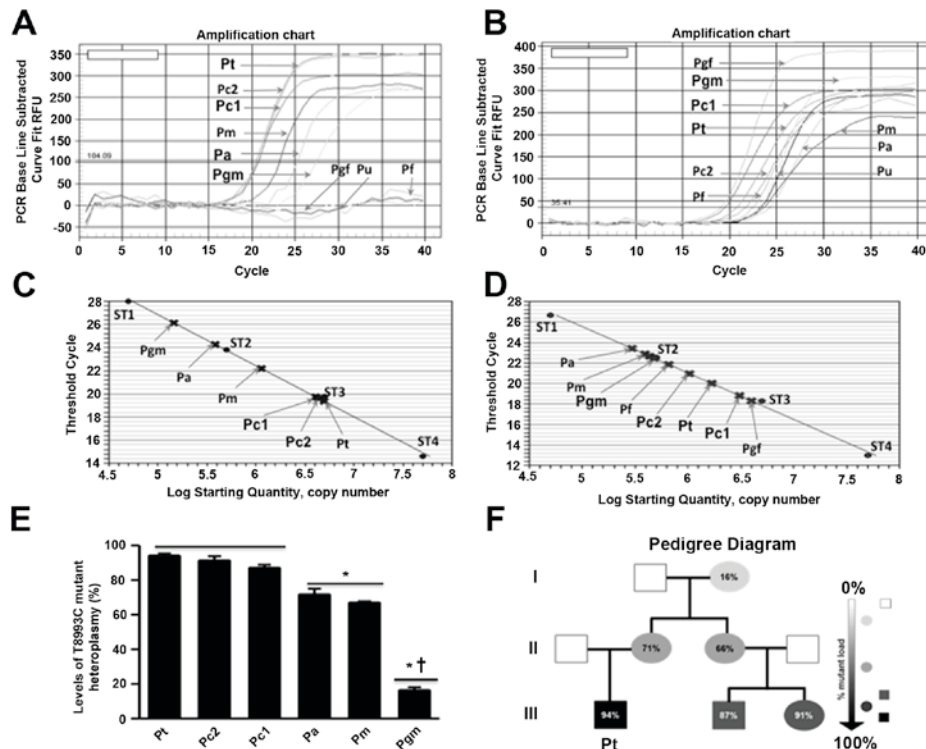 A
Amplification chart
PCR Base Line Subtracted
Curve Fit RFU
350
300
250
200
150
100
50
0
-50
104.09
Pt
Pc2
Pc1
Pm
Pa
Pgm
Pgf
Pu
Pf
0 5 10 15 20 25 30 35 40
Cycle
B
Amplification chart
PCR Base Line Subtracted
Curve Fit RFU
400
350
300
250
200
150
100
50
0
35.41
Pgf
Pgm
Pc1
Pt
Pm
Pa
Pc2
Pu
Pf
0 5 10 15 20 25 30 35 40
Cycle
C
Threshold Cycle
28
26
24
22
20
18
16
14
ST1
Pgm
ST2
Pa
Pm
ST3
Pc1
Pc2
Pt
ST4
4.5 5 5.5 6 6.5 7 7.5 8
Log Starting Quantity, copy number
D
Threshold Cycle
28
26
24
22
20
18
16
14
12
ST1
ST2
Pa
Pm
Pgm
Pf
Pc2
Pt
Pc1
ST3
Pgf
ST4
4.5 5 5.5 6 6.5 7 7.5 8
Log Starting Quantity, copy number
E
Levels of T8993C mutant
heteroplasmy (%)
100
80
60
40
20
0
*
* †
Pt Pc2 Pc1 Pa Pm Pgm
F
Pedigree Diagram
I
16%
II
71%
66%
III
94%
87%
91%
Pt
0%
% mutant load
100%